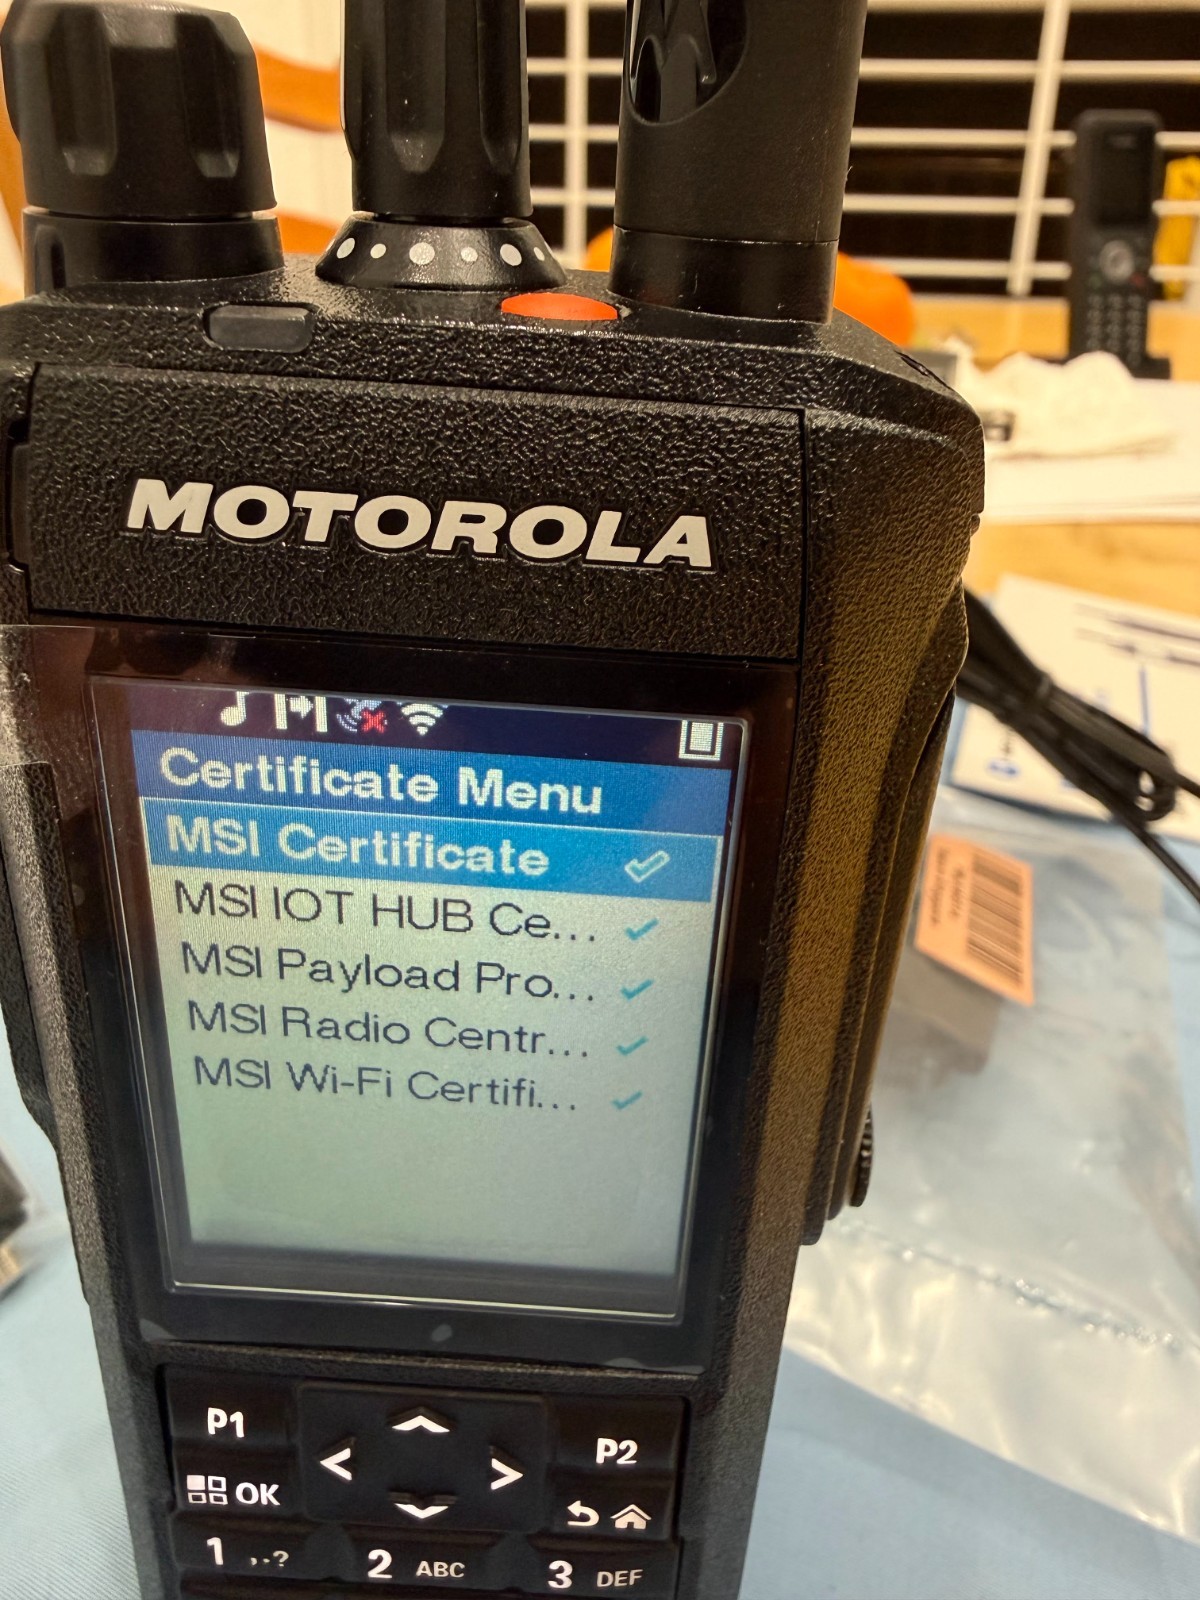 MOTOROLA
Certificate Menu
MSI Certificate
MSI IOT HUB Ce...
MSI Payload Pro...
MSI Radio Centr...
MSI Wi-Fi Certifi...
P1
P2
OK
1 ,.?
2 ABC
3 DEF